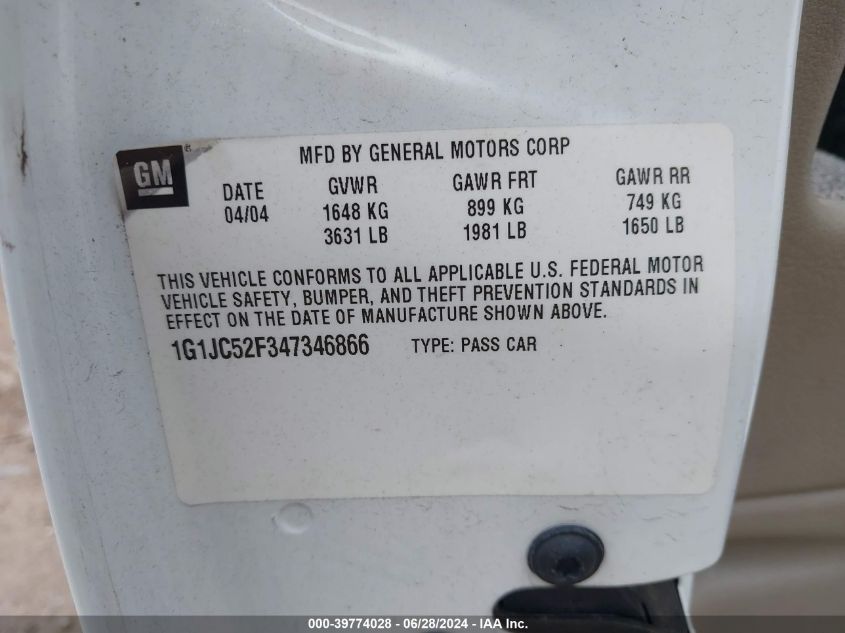 GM
MFD BY GENERAL MOTORS CORP
DATE GVWR GAWR FRT GAWR RR
04/04 1648 KG 899 KG 749 KG
3631 LB 1981 LB 1650 LB
THIS VEHICLE CONFORMS TO ALL APPLICABLE U.S. FEDERAL MOTOR
VEHICLE SAFETY, BUMPER, AND THEFT PREVENTION STANDARDS IN
EFFECT ON THE DATE OF MANUFACTURE SHOWN ABOVE.
1G1JC52F347346866 TYPE: PASS CAR
000-39774028 - 06/28/2024 - IAA Inc.